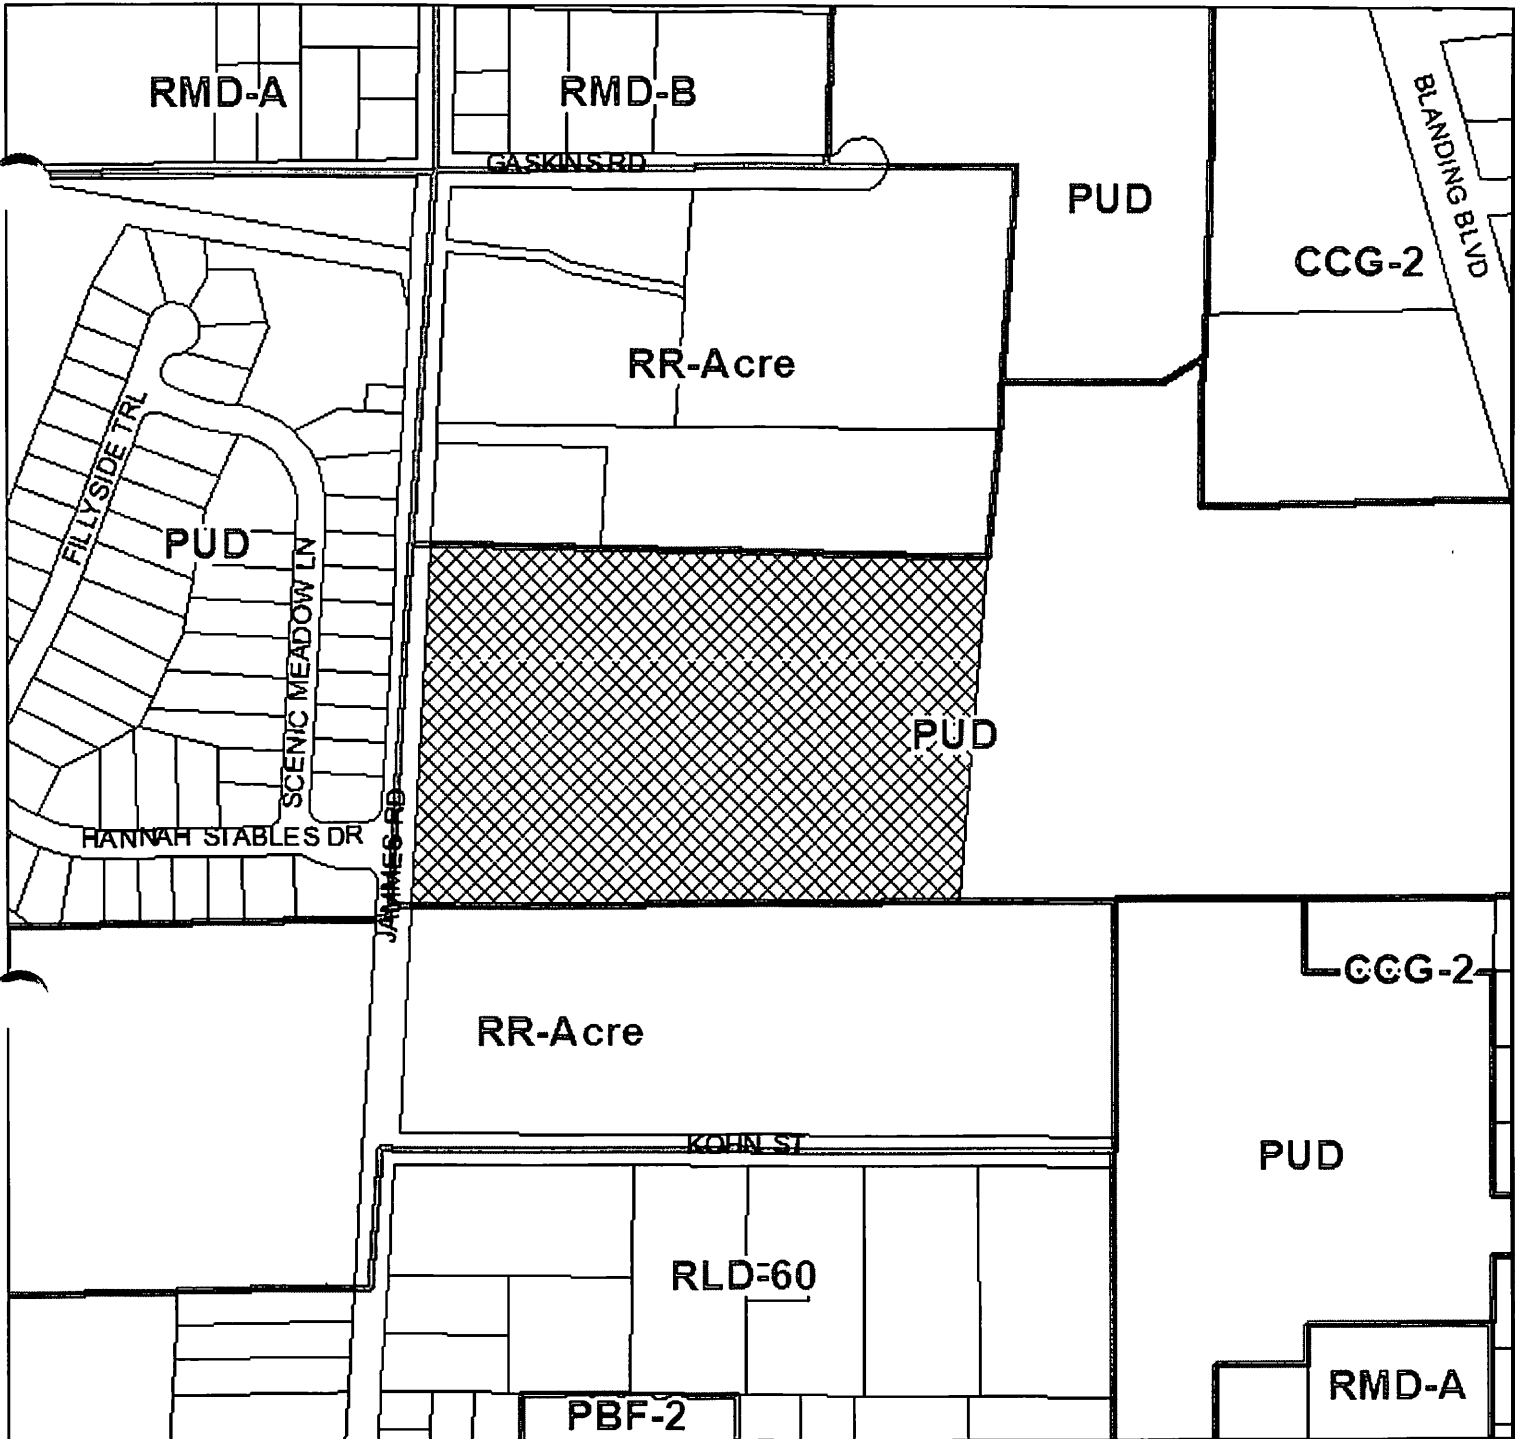 RMD-A
RMD-B
GASKINS RD
PUD
BLANDING BLVD
CCG-2
RR-Acre
FILLYSIDE TRL
PUD
SCENIC MEADOW LN
PUD
HANNAH STABLES DR
JAMMES RD
CCG-2
RR-Acre
KOHN ST
PUD
RLD-60
RMD-A
PBF-2